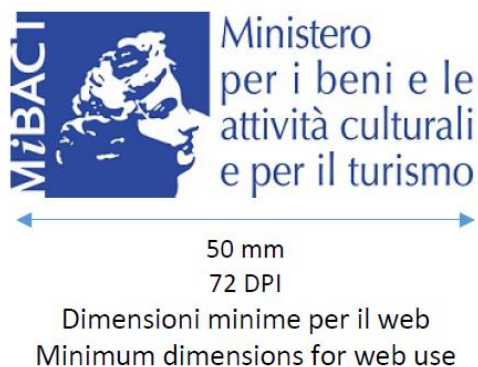 MiBACT
Ministero
per i beni e le
attività culturali
e per il turismo
50 mm
72 DPI
Dimensioni minime per il web
Minimum dimensions for web use